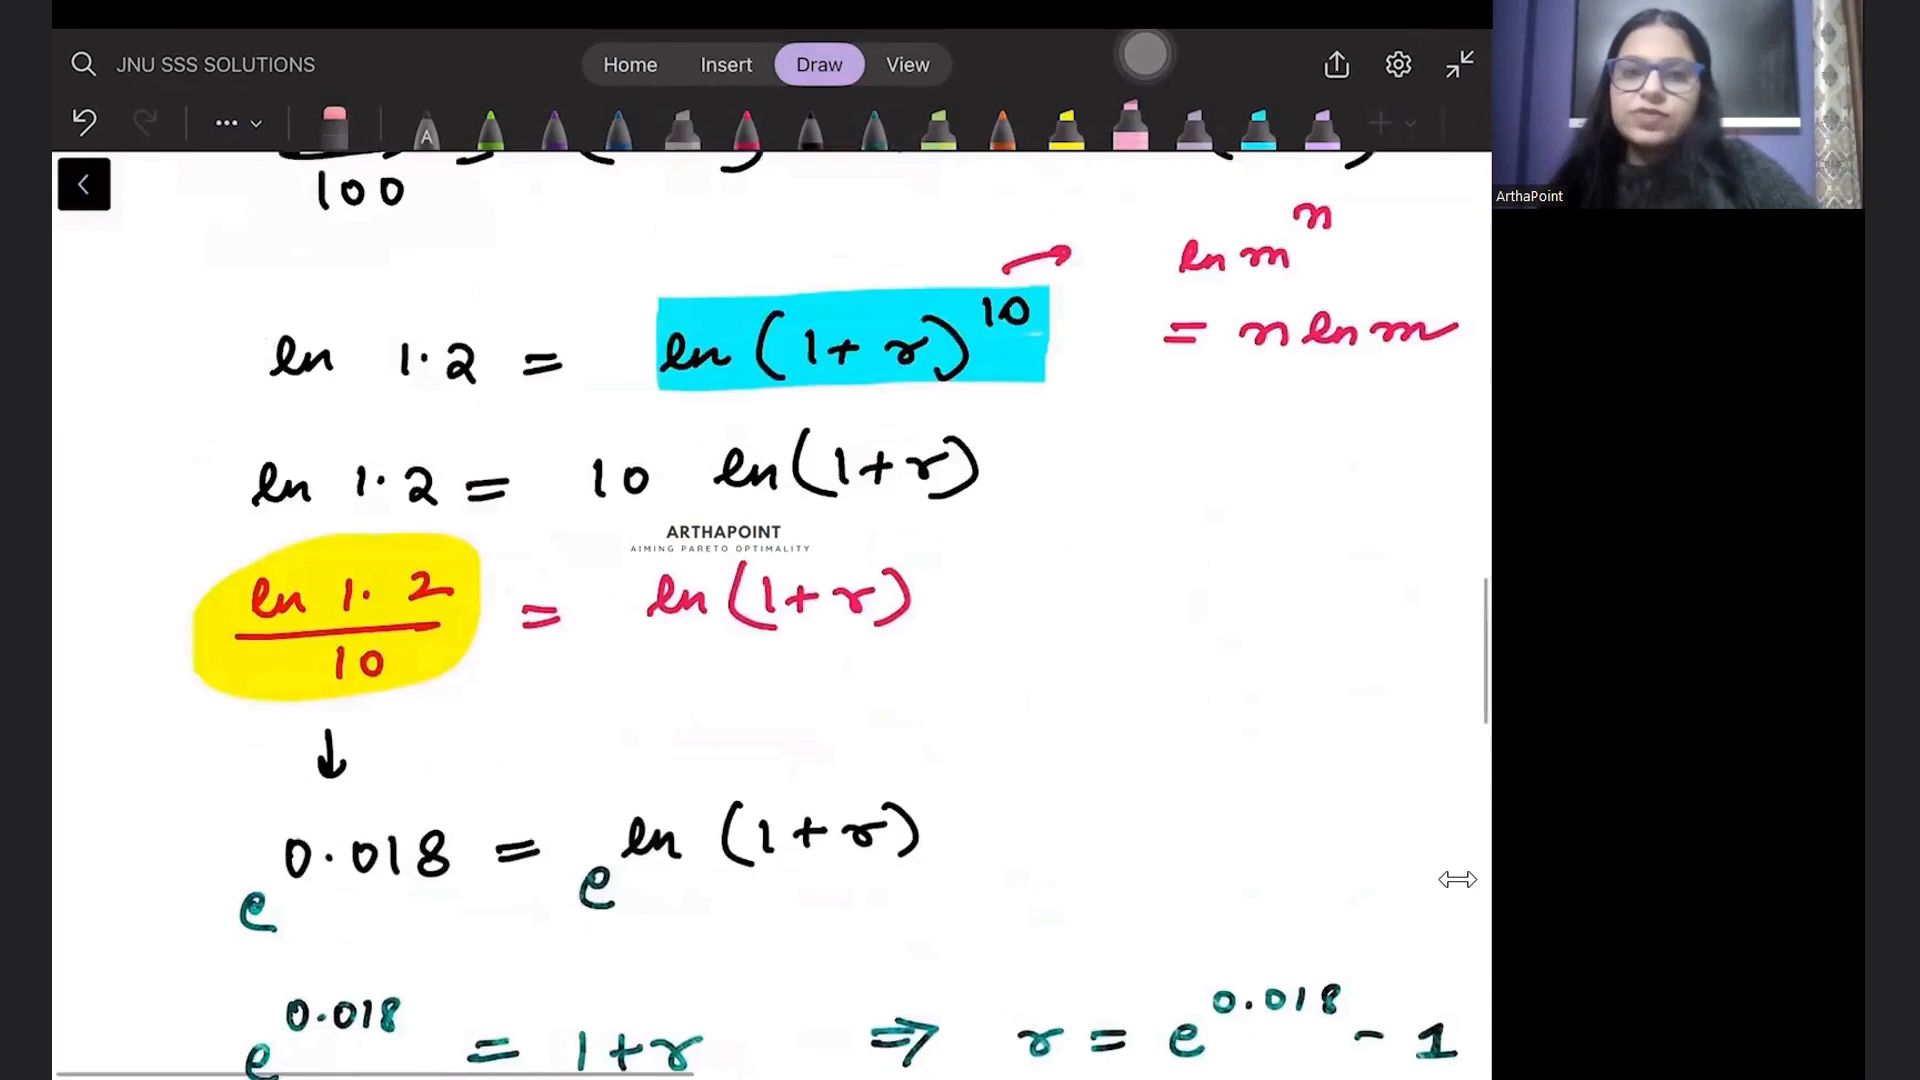 JNU SSS SOLUTIONS
Home Insert Draw View
A
ArthaPoint
100
ln m^n
= n ln m
ln 1.2 = ln (1 + r)^10
ln 1.2 = 10 ln (1+r)
ARTHAPOINT
AIMING PARETO OPTIMALITY
ln 1.2 / 10 = ln (1+r)
↓
e^0.018 = e^ln (1+r)
e^0.018 = 1+r ⇒ r = e^0.018 - 1